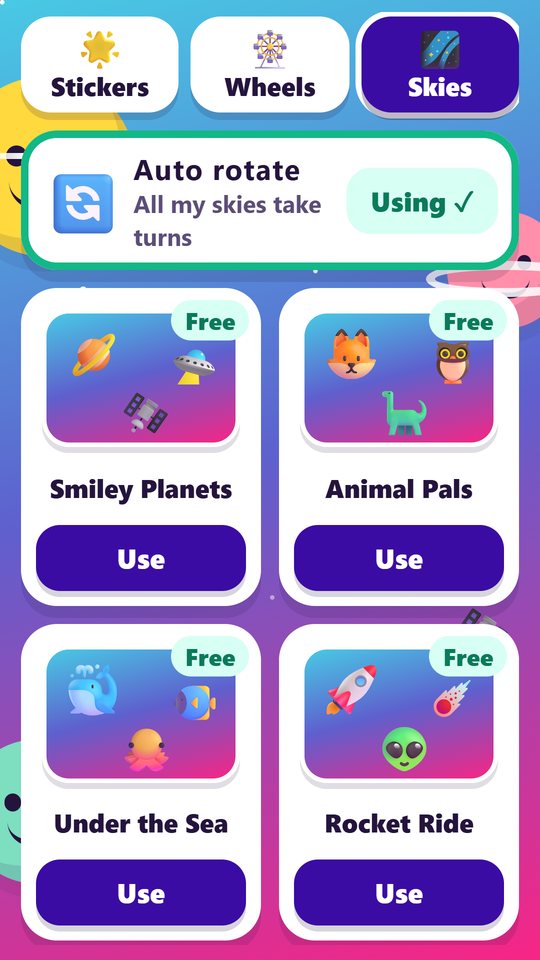 Stickers
Wheels
Skies
Auto rotate
All my skies take
turns
Using ✓
Free
Free
Smiley Planets
Animal Pals
Use
Use
Free
Free
Under the Sea
Rocket Ride
Use
Use